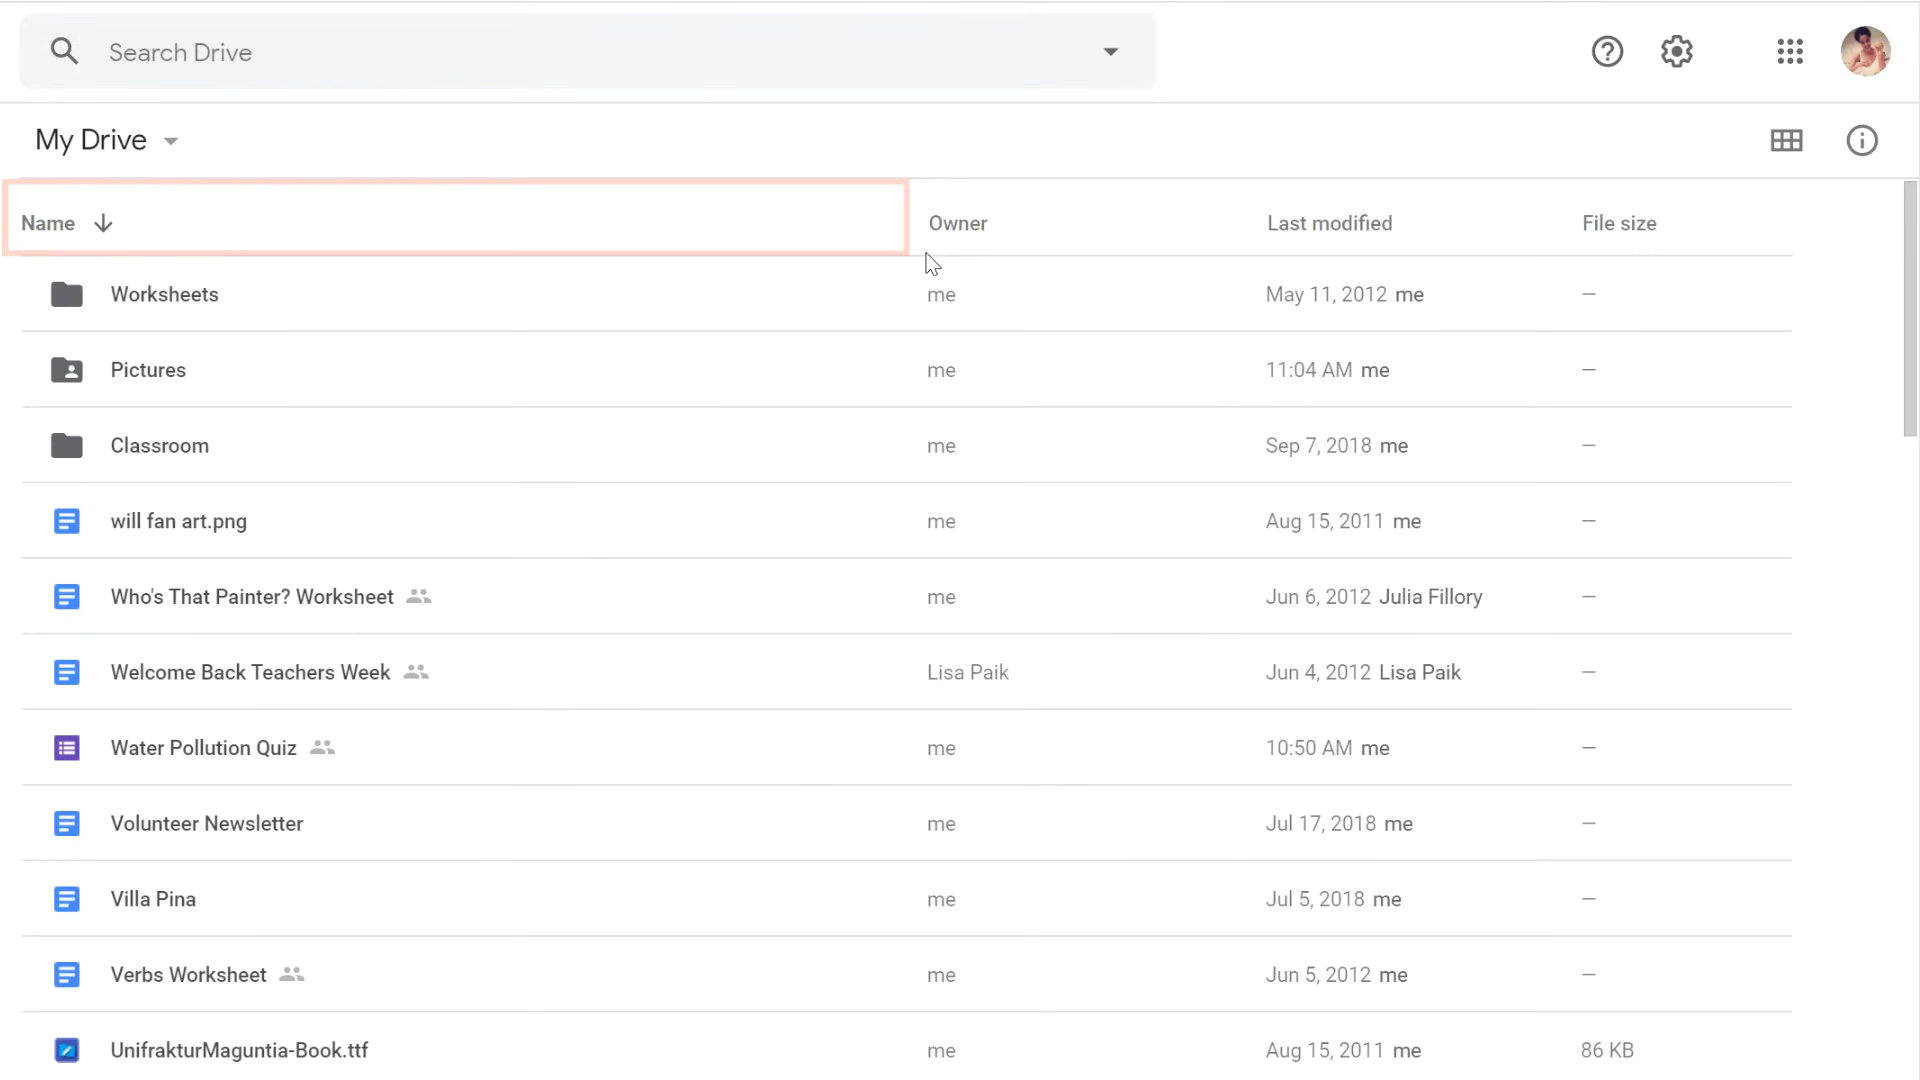 Search Drive
My Drive
Name Owner Last modified File size
Worksheets me May 11, 2012 me –
Pictures me 11:04 AM me –
Classroom me Sep 7, 2018 me –
will fan art.png me Aug 15, 2011 me –
Who's That Painter? Worksheet me Jun 6, 2012 Julia Fillory –
Welcome Back Teachers Week Lisa Paik Jun 4, 2012 Lisa Paik –
Water Pollution Quiz me 10:50 AM me –
Volunteer Newsletter me Jul 17, 2018 me –
Villa Pina me Jul 5, 2018 me –
Verbs Worksheet me Jun 5, 2012 me –
UnifrakturMaguntia-Book.ttf me Aug 15, 2011 me 86 KB